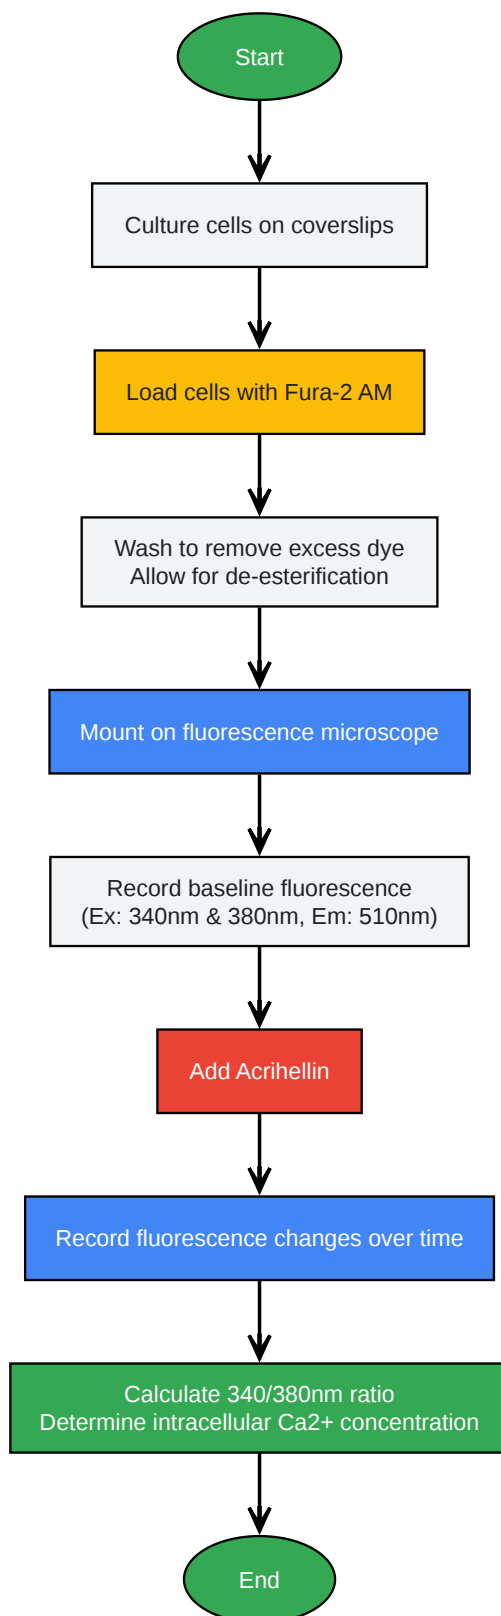 Start
Culture cells on coverslips
Load cells with Fura-2 AM
Wash to remove excess dye
Allow for de-esterification
Mount on fluorescence microscope
Record baseline fluorescence
(Ex: 340nm & 380nm, Em: 510nm)
Add Acrihellin
Record fluorescence changes over time
Calculate 340/380nm ratio
Determine intracellular Ca2+ concentration
End